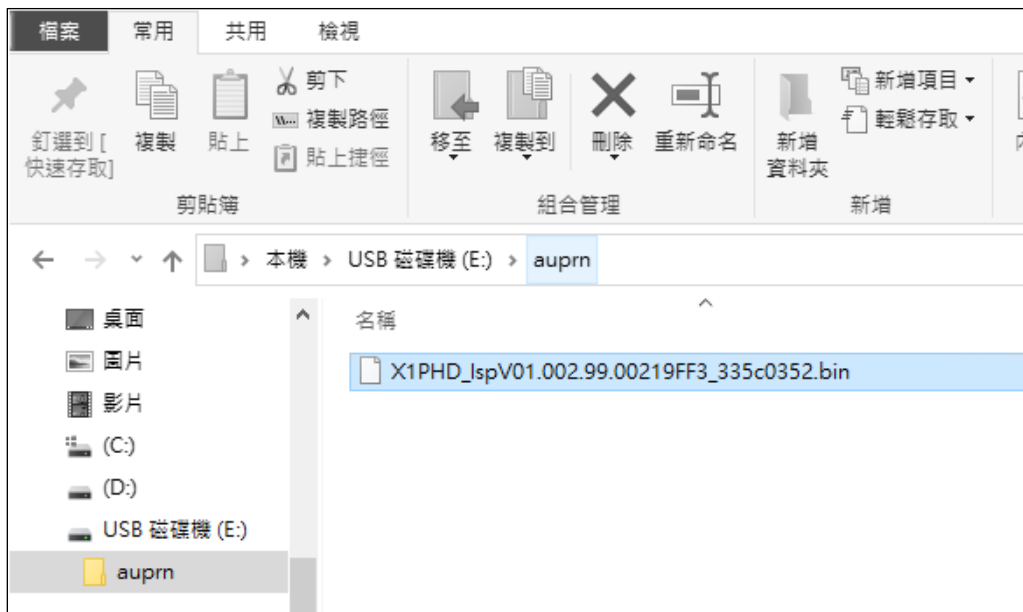 檔案 常用 共用 檢視
釘選到 [
快速存取]
複製
貼上
剪下
複製路徑
貼上捷徑
剪貼簿
移至
複製到
刪除
重新命名
組合管理
新增
資料夾
新增項目
輕鬆存取
新增
本機 › USB 磁碟機 (E:) › auprn
桌面
圖片
影片
(C:)
(D:)
USB 磁碟機 (E:)
auprn
名稱
X1PHD_IspV01.002.99.00219FF3_335c0352.bin